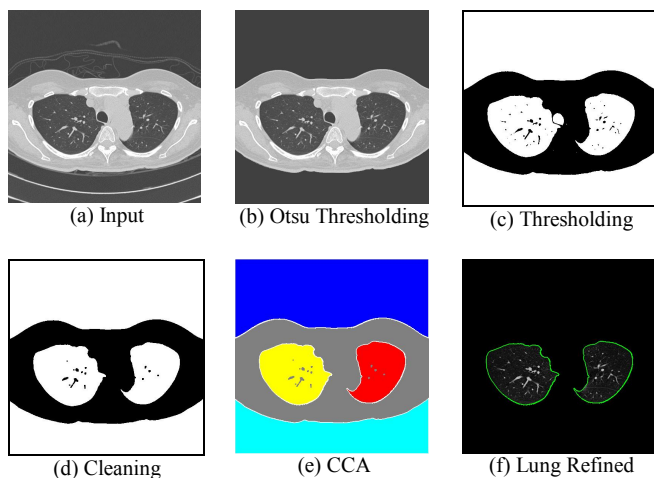 (a) Input
(b) Otsu Thresholding
(c) Thresholding
(d) Cleaning
(e) CCA
(f) Lung Refined